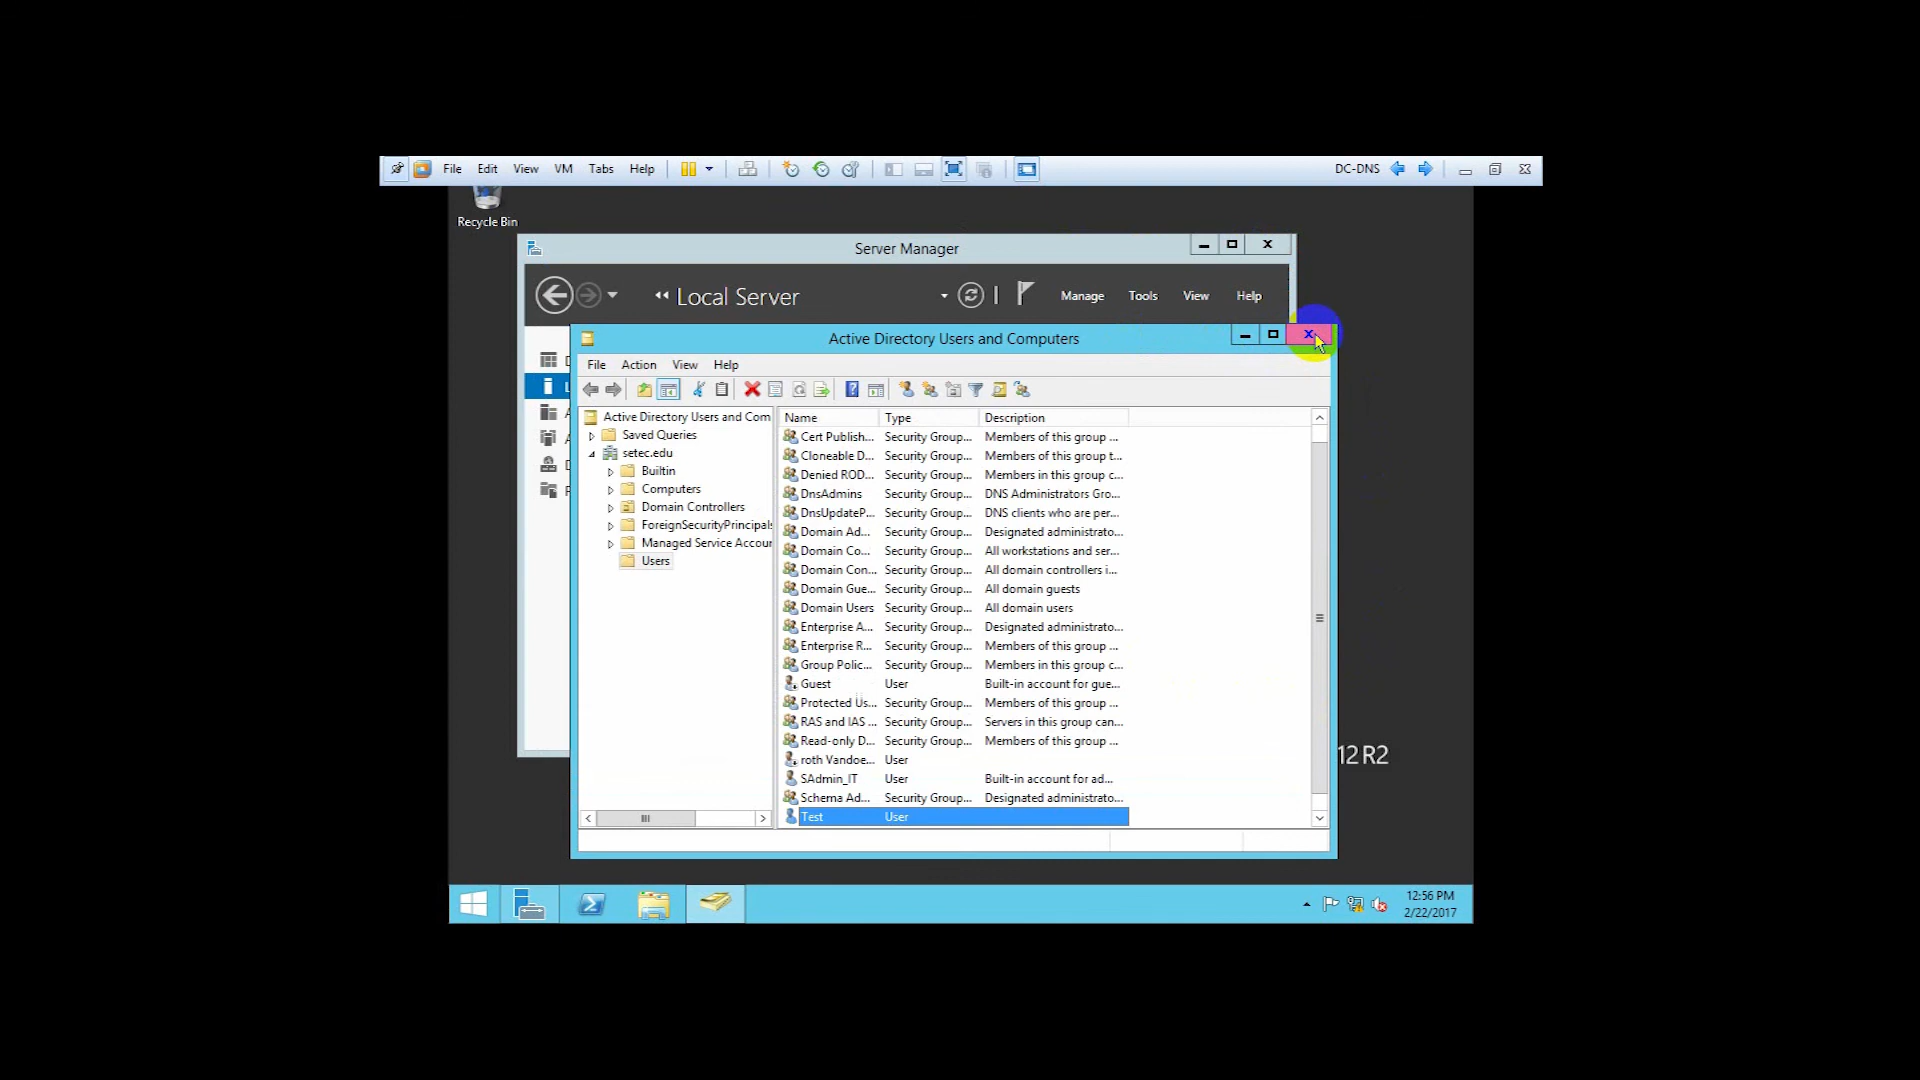 File Edit View VM Tabs Help DC-DNS
Recycle Bin
Server Manager
Local Server Manage Tools View Help
Active Directory Users and Computers
File Action View Help
Active Directory Users and Com
Saved Queries
setec.edu
Builtin
Computers
Domain Controllers
ForeignSecurityPrincipals
Managed Service Accoun
Users
Name Type Description
Cert Publish... Security Group... Members of this group ...
Cloneable D... Security Group... Members of this group t...
Denied ROD... Security Group... Members in this group c...
DnsAdmins Security Group... DNS Administrators Gro...
DnsUpdateP... Security Group... DNS clients who are per...
Domain Ad... Security Group... Designated administrato...
Domain Co... Security Group... All workstations and ser...
Domain Con... Security Group... All domain controllers i...
Domain Gue... Security Group... All domain guests
Domain Users Security Group... All domain users
Enterprise A... Security Group... Designated administrato...
Enterprise R... Security Group... Members of this group ...
Group Polic... Security Group... Members in this group c...
Guest User Built-in account for gue...
Protected Us... Security Group... Members of this group ...
RAS and IAS ... Security Group... Servers in this group can...
Read-only D... Security Group... Members of this group ...
roth Vandoe... User
SAdmin_IT User Built-in account for ad...
Schema Ad... Security Group... Designated administrato...
Test User
12 R2
12:56 PM
2/22/2017